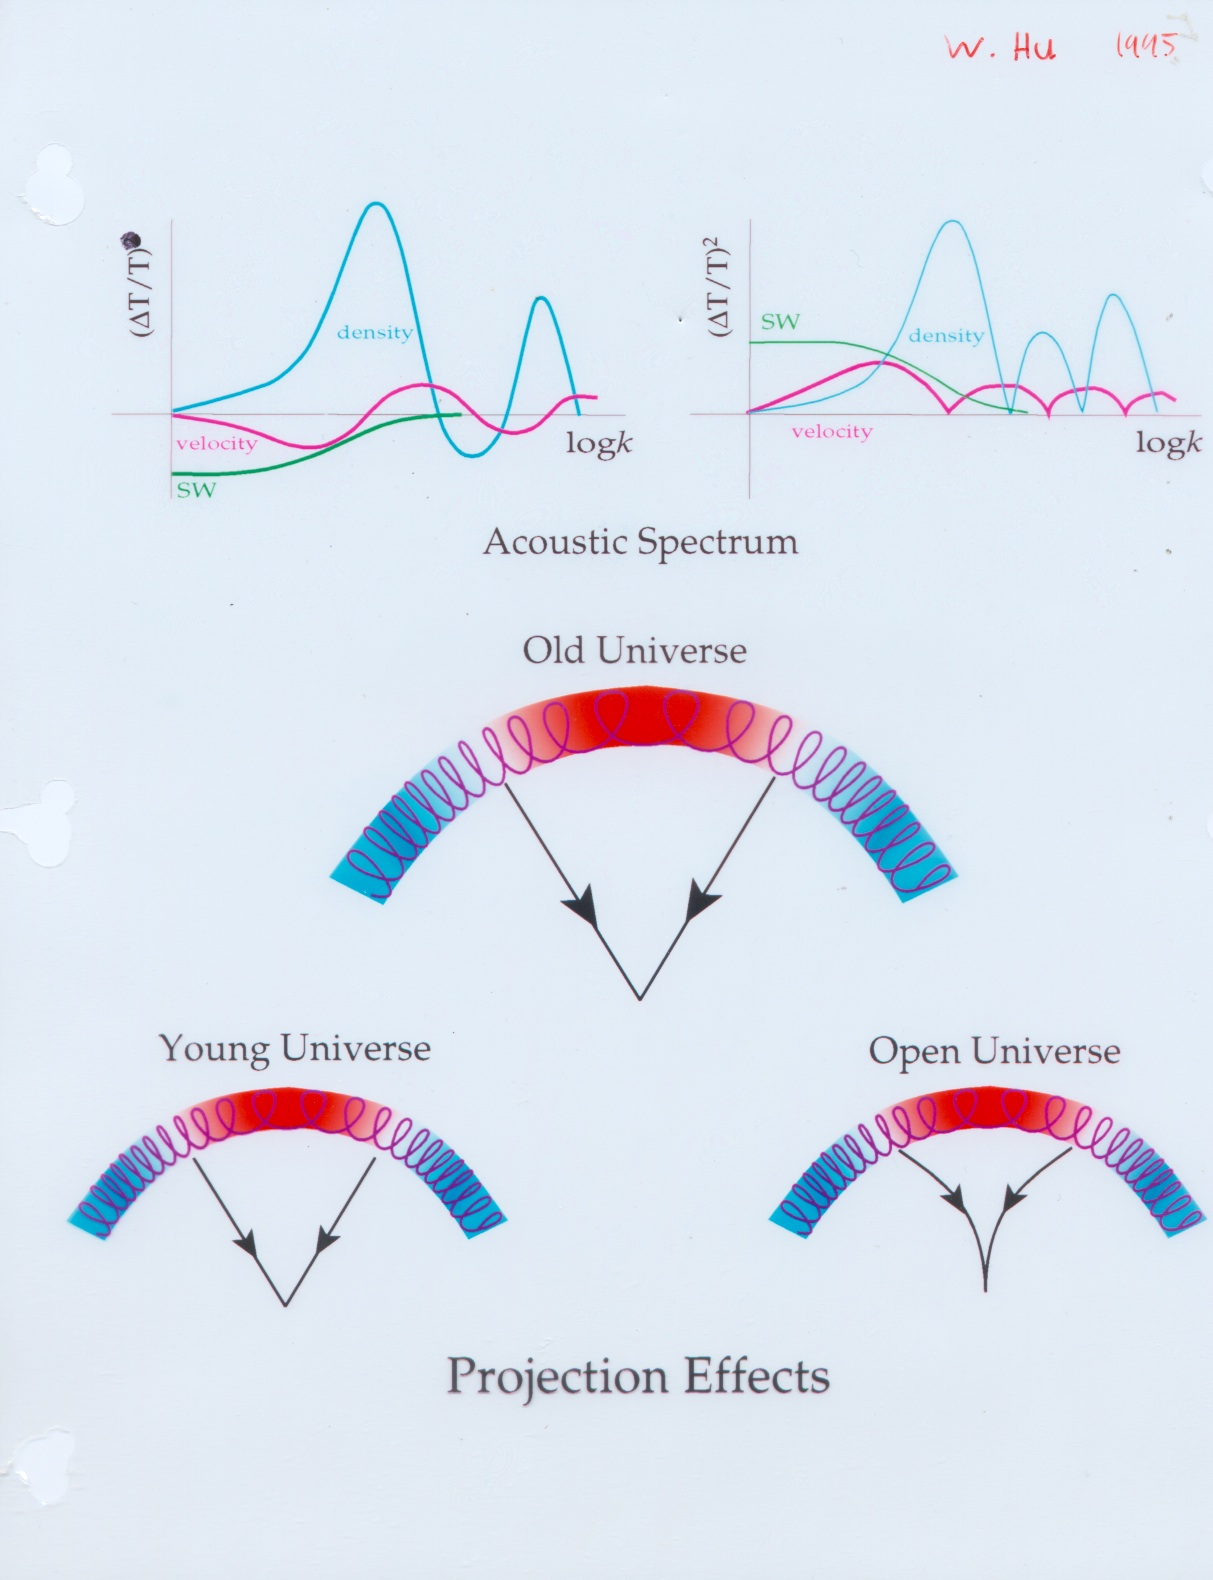 W. Hu 1995
(ΔT/T)
density
velocity
SW
logk
(ΔT/T)²
SW
density
velocity
logk
Acoustic Spectrum
Old Universe
Young Universe
Open Universe
Projection Effects